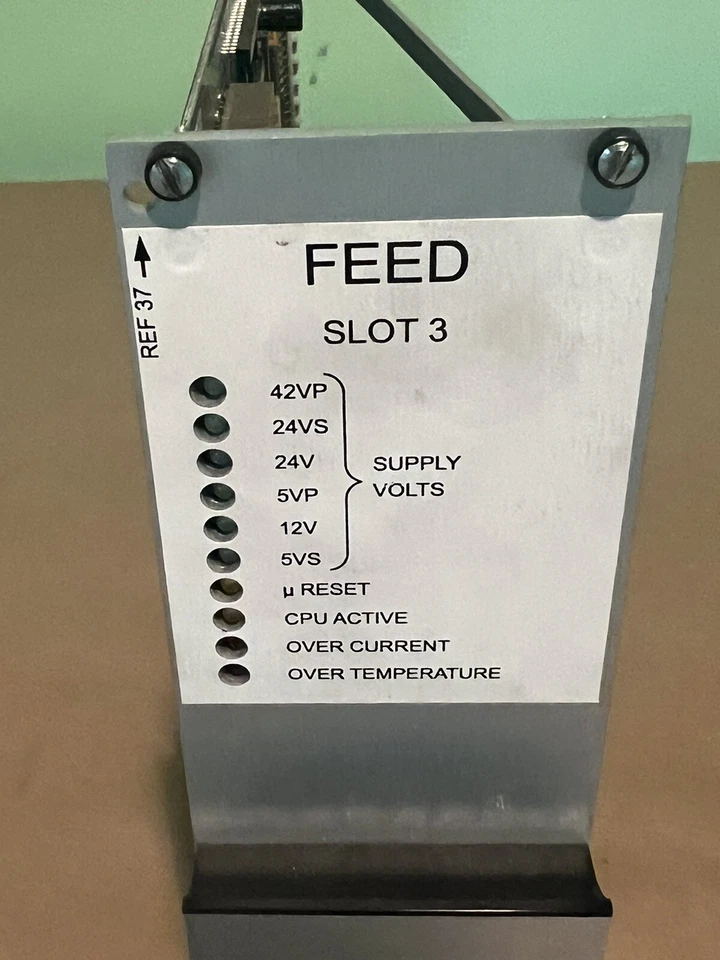 FEED
SLOT 3
REF 37
42VP
24VS
24V
5VP
12V
5VS
SUPPLY
VOLTS
µ RESET
CPU ACTIVE
OVER CURRENT
OVER TEMPERATURE